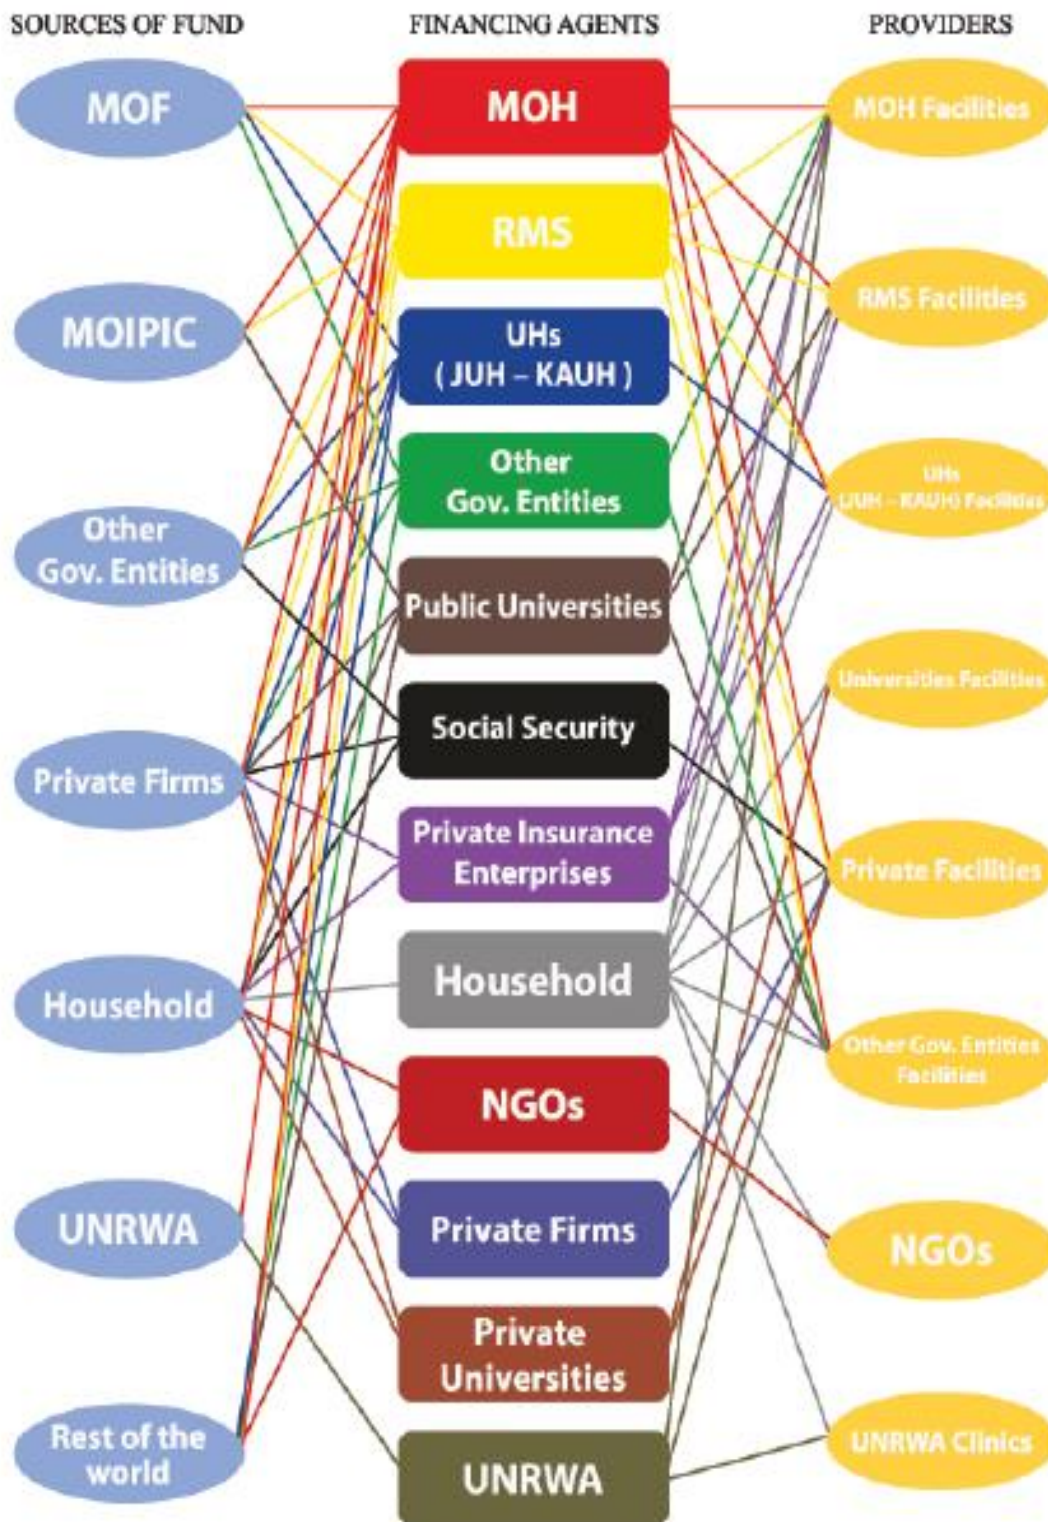 SOURCES OF FUND
FINANCING AGENTS
PROVIDERS
MOF
MOIPIC
Other
Gov. Entities
Private Firms
Household
UNRWA
Rest of the
world
MOH
RMS
UHs
( JUH – KAUH )
Other
Gov. Entities
Public Universities
Social Security
Private Insurance
Enterprises
Household
NGOs
Private Firms
Private
Universities
UNRWA
MOH Facilities
RMS Facilities
UHs
(JUH – KAUH) Facilities
Universities Facilities
Private Facilities
Other Gov. Entities
Facilities
NGOs
UNRWA Clinics